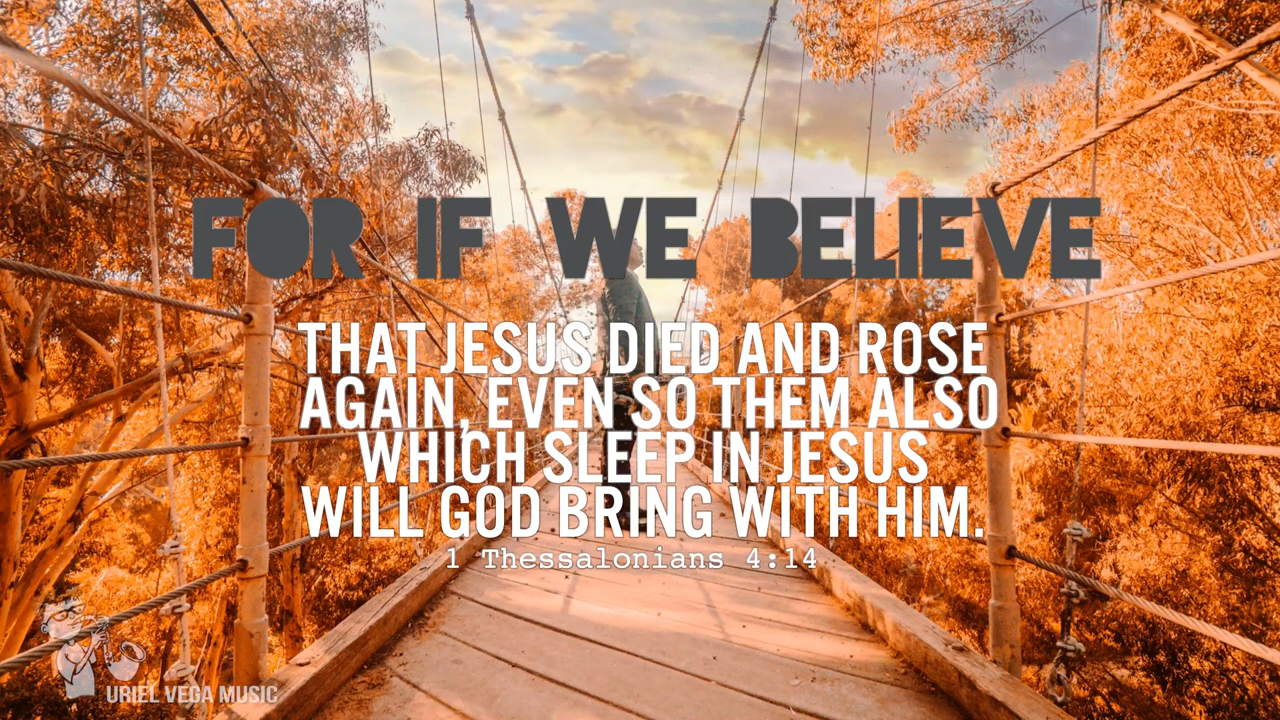 FOR IF WE BELIEVE
THAT JESUS DIED AND ROSE
AGAIN, EVEN SO THEM ALSO
WHICH SLEEP IN JESUS
WILL GOD BRING WITH HIM.
1 Thessalonians 4:14
URIEL VEGA MUSIC